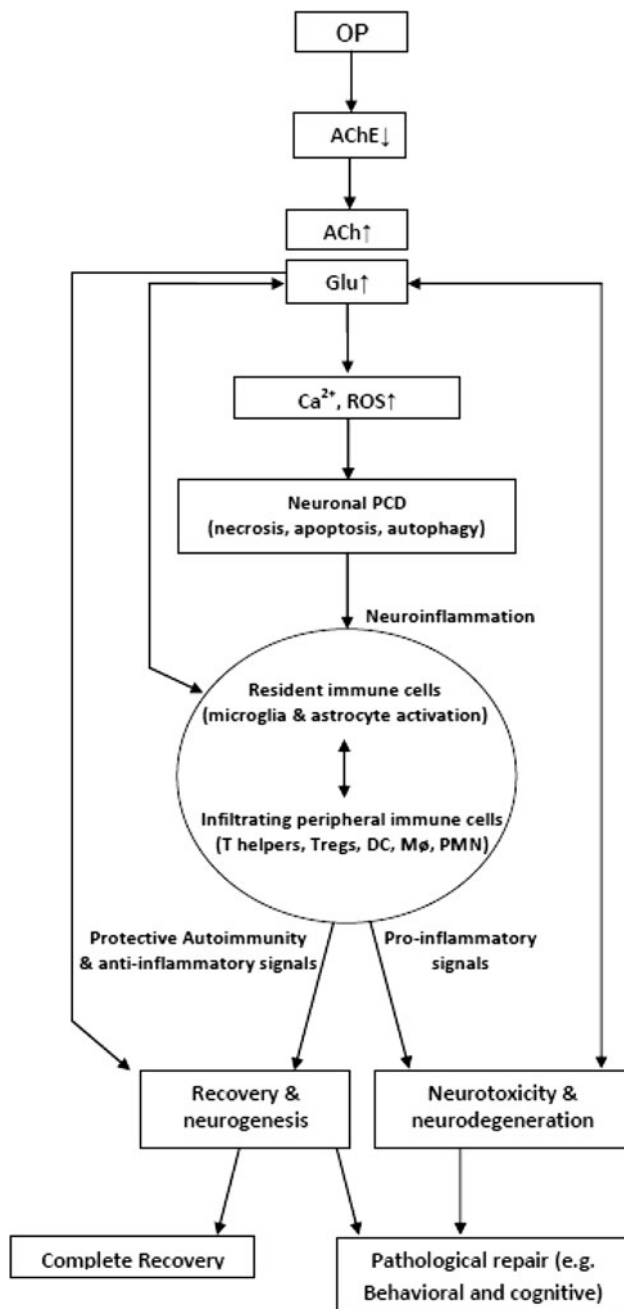 OP
AChE↓
ACh↑
Glu↑
Ca²⁺, ROS↑
Neuronal PCD
(necrosis, apoptosis, autophagy)
Neuroinflammation
Resident immune cells
(microglia & astrocyte activation)
Infiltrating peripheral immune cells
(T helpers, Tregs, DC, Mø, PMN)
Protective Autoimmunity
& anti-inflammatory signals
Pro-inflammatory
signals
Recovery &
neurogenesis
Neurotoxicity &
neurodegeneration
Complete Recovery
Pathological repair (e.g.
Behavioral and cognitive)